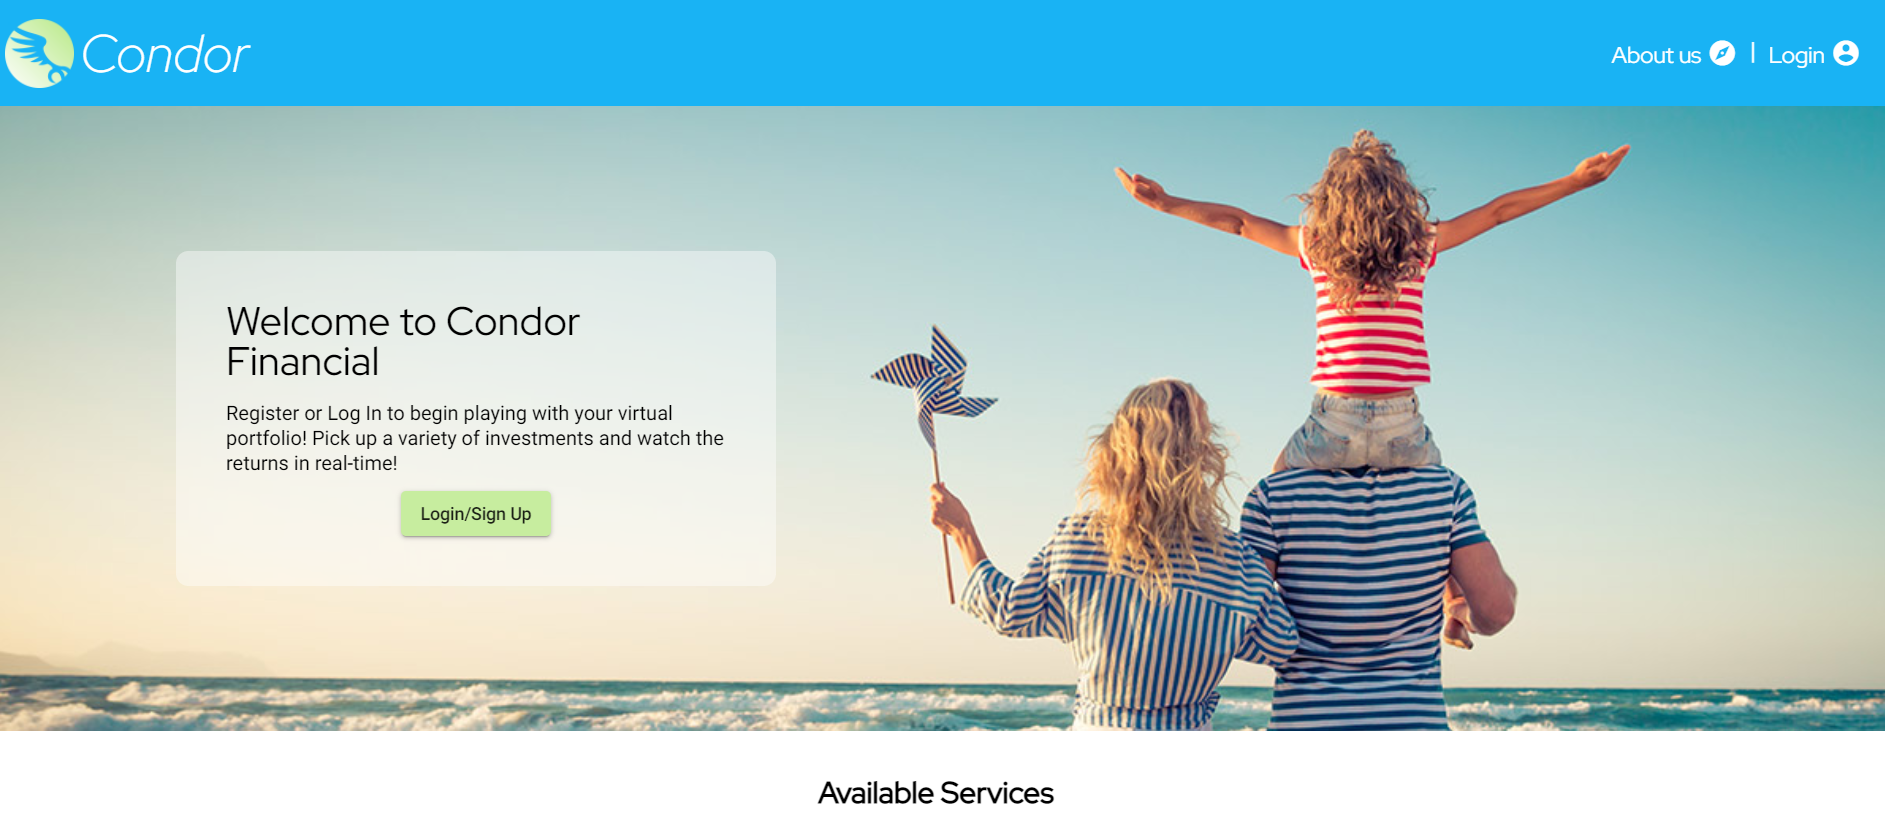 Condor
About us | Login
Welcome to Condor
Financial
Register or Log In to begin playing with your virtual
portfolio! Pick up a variety of investments and watch the
returns in real-time!
Login/Sign Up
Available Services